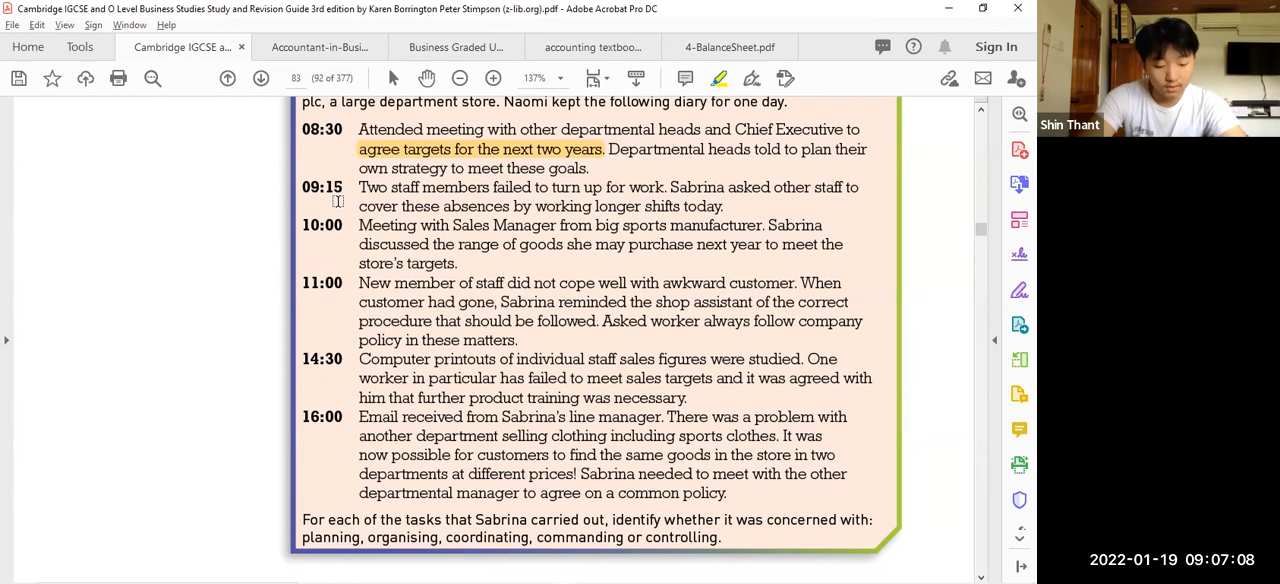 Cambridge IGCSE and O Level Business Studies Study and Revision Guide 3rd edition by Karen Borrington Peter Stimpson (z-lib.org).pdf - Adobe Acrobat Pro DC
File Edit View Sign Window Help
Home Tools Cambridge IGCSE a... × Accountant-in-Busi... Business Graded U... accounting textboo... 4-BalanceSheet.pdf Sign In
83 (92 of 377) 137%
plc, a large department store. Naomi kept the following diary for one day.
08:30 Attended meeting with other departmental heads and Chief Executive to
agree targets for the next two years. Departmental heads told to plan their
own strategy to meet these goals.
09:15 Two staff members failed to turn up for work. Sabrina asked other staff to
cover these absences by working longer shifts today.
10:00 Meeting with Sales Manager from big sports manufacturer. Sabrina
discussed the range of goods she may purchase next year to meet the
store's targets.
11:00 New member of staff did not cope well with awkward customer. When
customer had gone, Sabrina reminded the shop assistant of the correct
procedure that should be followed. Asked worker always follow company
policy in these matters.
14:30 Computer printouts of individual staff sales figures were studied. One
worker in particular has failed to meet sales targets and it was agreed with
him that further product training was necessary.
16:00 Email received from Sabrina's line manager. There was a problem with
another department selling clothing including sports clothes. It was
now possible for customers to find the same goods in the store in two
departments at different prices! Sabrina needed to meet with the other
departmental manager to agree on a common policy.
For each of the tasks that Sabrina carried out, identify whether it was concerned with:
planning, organising, coordinating, commanding or controlling.
Shin Thant
2022-01-19 09:07:08